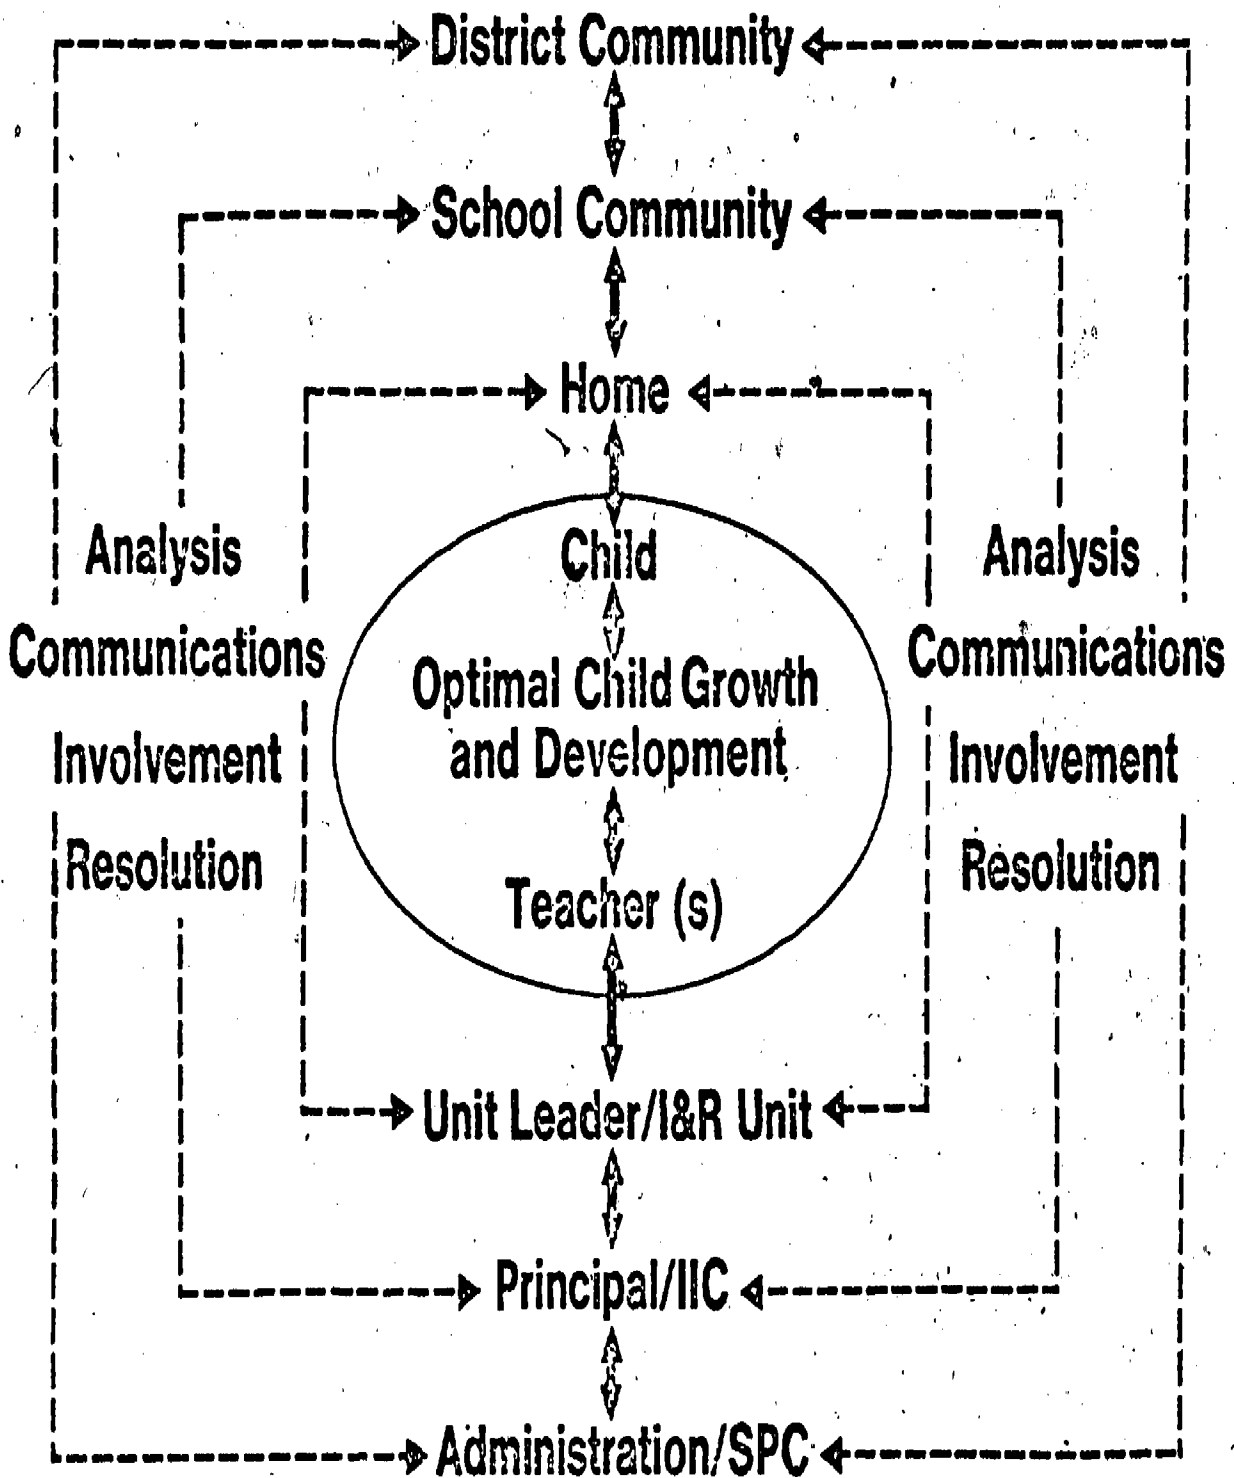 District Community
School Community
Home
Analysis
Communications
Involvement
Resolution
Child
Optimal Child Growth
and Development
Teacher (s)
Analysis
Communications
Involvement
Resolution
Unit Leader/I&R Unit
Principal/IIC
Administration/SPC